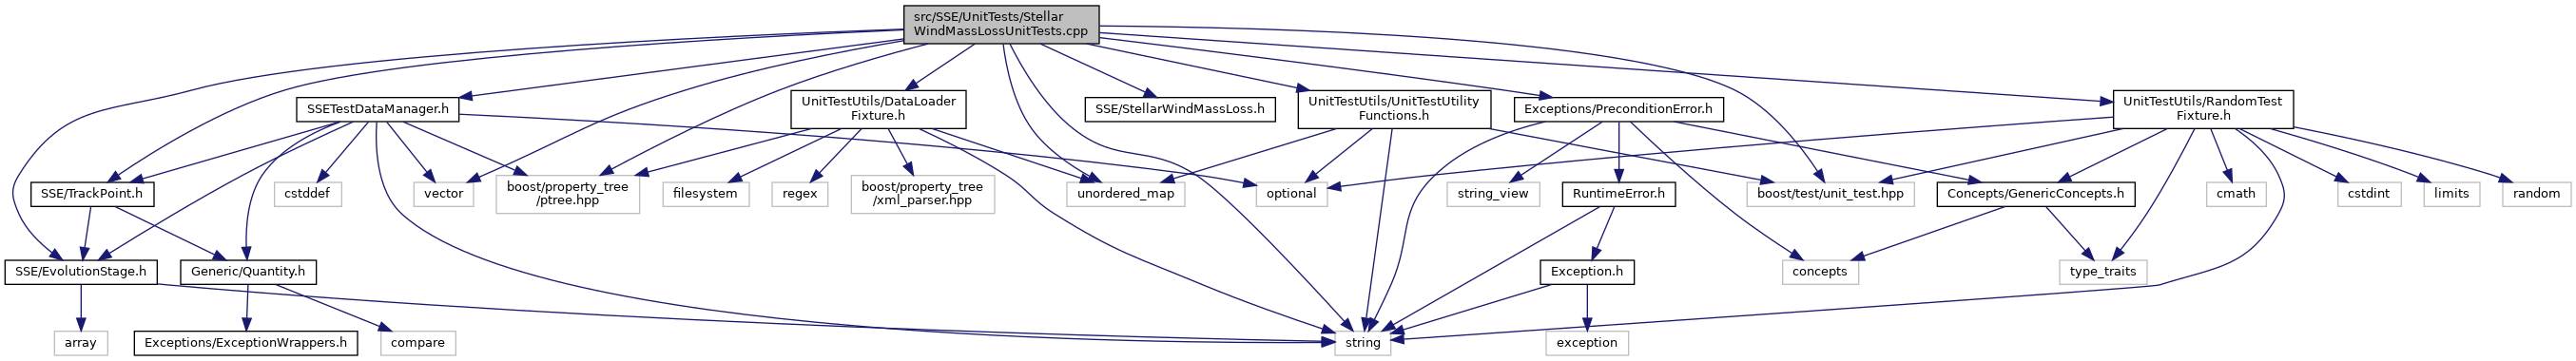 src/SSE/UnitTests/Stellar
WindMassLossUnitTests.cpp
SSETestDataManager.h
UnitTestUtils/DataLoader
Fixture.h
SSE/StellarWindMassLoss.h
UnitTestUtils/UnitTestUtility
Functions.h
Exceptions/PreconditionError.h
UnitTestUtils/RandomTest
Fixture.h
SSE/TrackPoint.h
cstddef
vector
boost/property_tree
/ptree.hpp
filesystem
regex
boost/property_tree
/xml_parser.hpp
unordered_map
optional
string_view
RuntimeError.h
boost/test/unit_test.hpp
Concepts/GenericConcepts.h
cmath
cstdint
limits
random
SSE/EvolutionStage.h
Generic/Quantity.h
Exception.h
concepts
type_traits
array
Exceptions/ExceptionWrappers.h
compare
string
exception